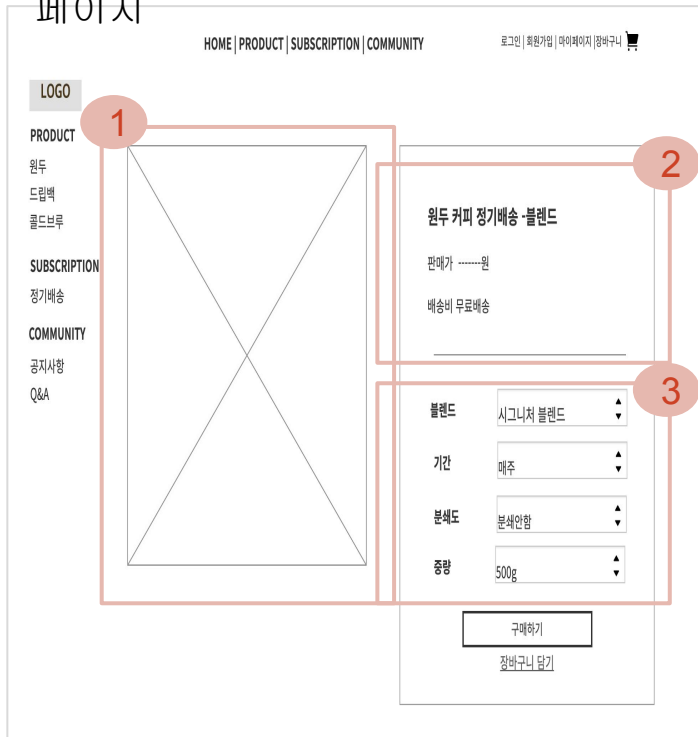 페이지
HOME | PRODUCT | SUBSCRIPTION | COMMUNITY
로그인 | 회원가입 | 마이페이지 |장바구니
LOGO
PRODUCT
원두
드립백
콜드브루
SUBSCRIPTION
정기배송
COMMUNITY
공지사항
Q&A
1
2
원두 커피 정기배송 -블렌드
판매가 -------원
배송비 무료배송
3
블렌드 시그니처 블렌드
기간 매주
분쇄도 분쇄안함
중량 500g
구매하기
장바구니 담기